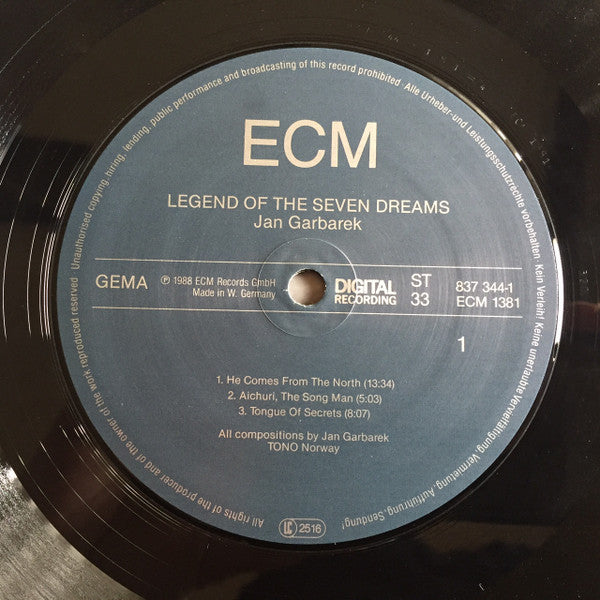 Unauthorised copying, hiring, lending, public performance and broadcasting of this record prohibited. Alle Urheber- und Leistungsschutzrechte vorbehalten. Kein Verleih! Keine unerlaubte Vervielfältigung, Vermietung, Aufführung, Sendung!
ECM
LEGEND OF THE SEVEN DREAMS
Jan Garbarek
GEMA
℗ 1988 ECM Records GmbH
Made in W. Germany
DIGITAL
RECORDING
ST
33
837 344-1
ECM 1381
1
1. He Comes From The North (13:34)
2. Aichuri, The Song Man (5:03)
3. Tongue Of Secrets (8:07)
All compositions by Jan Garbarek
TONO Norway
LC 2516
All rights of the producer and of the owner of the work reproduced reserved